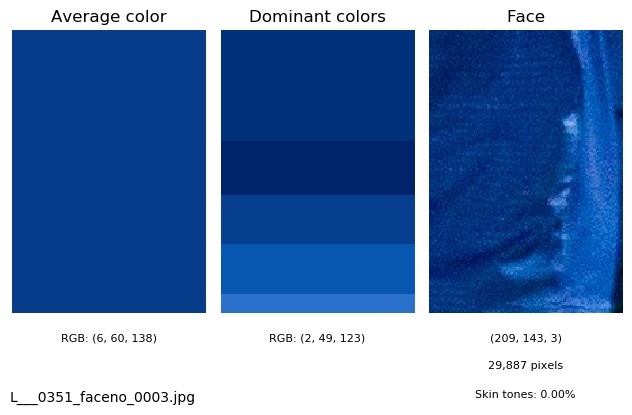 Average color
Dominant colors
Face
RGB: (6, 60, 138)
RGB: (2, 49, 123)
(209, 143, 3)
29,887 pixels
Skin tones: 0.00%
L___0351_faceno_0003.jpg